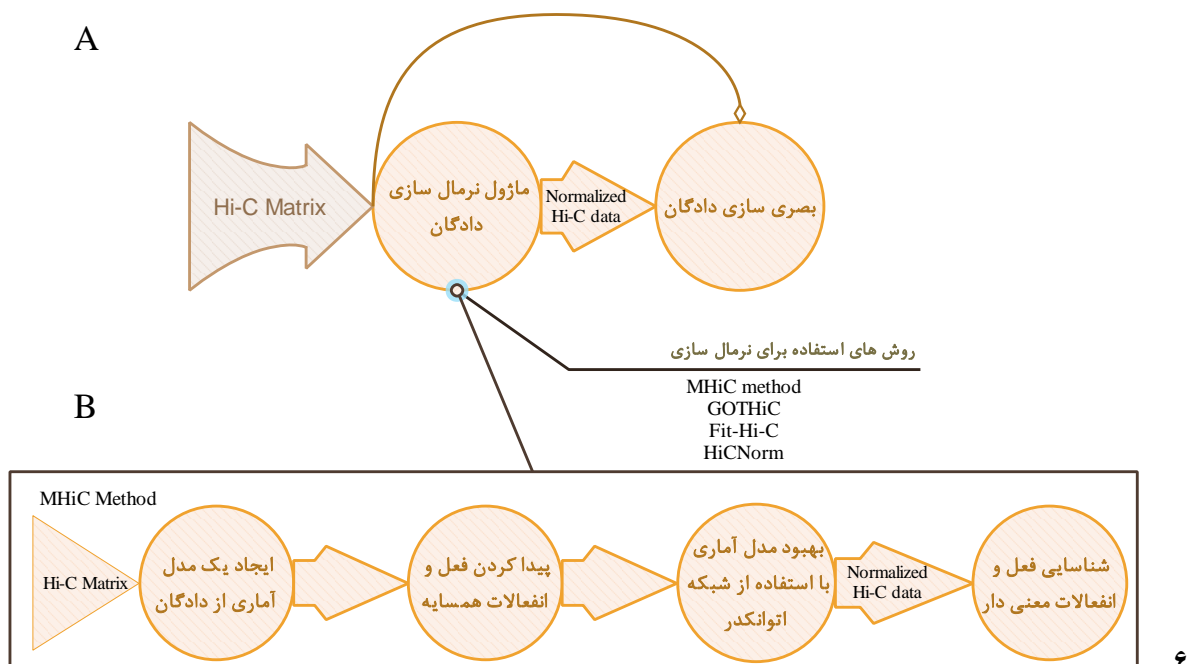 A
Hi-C Matrix
ماژول نرمال سازی
دادگان
Normalized
Hi-C data
بصری سازی دادگان
روش های استفاده برای نرمال سازی
MHiC method
GOTHiC
Fit-Hi-C
HiCNorm
B
MHiC Method
Hi-C Matrix
ایجاد یک مدل
آماری از دادگان
پیدا کردن فعل و
انفعالات همسایه
بهبود مدل آماری
با استفاده از شبکه
اتوانکدر
Normalized
Hi-C data
شناسایی فعل و
انفعالات معنی دار
۶